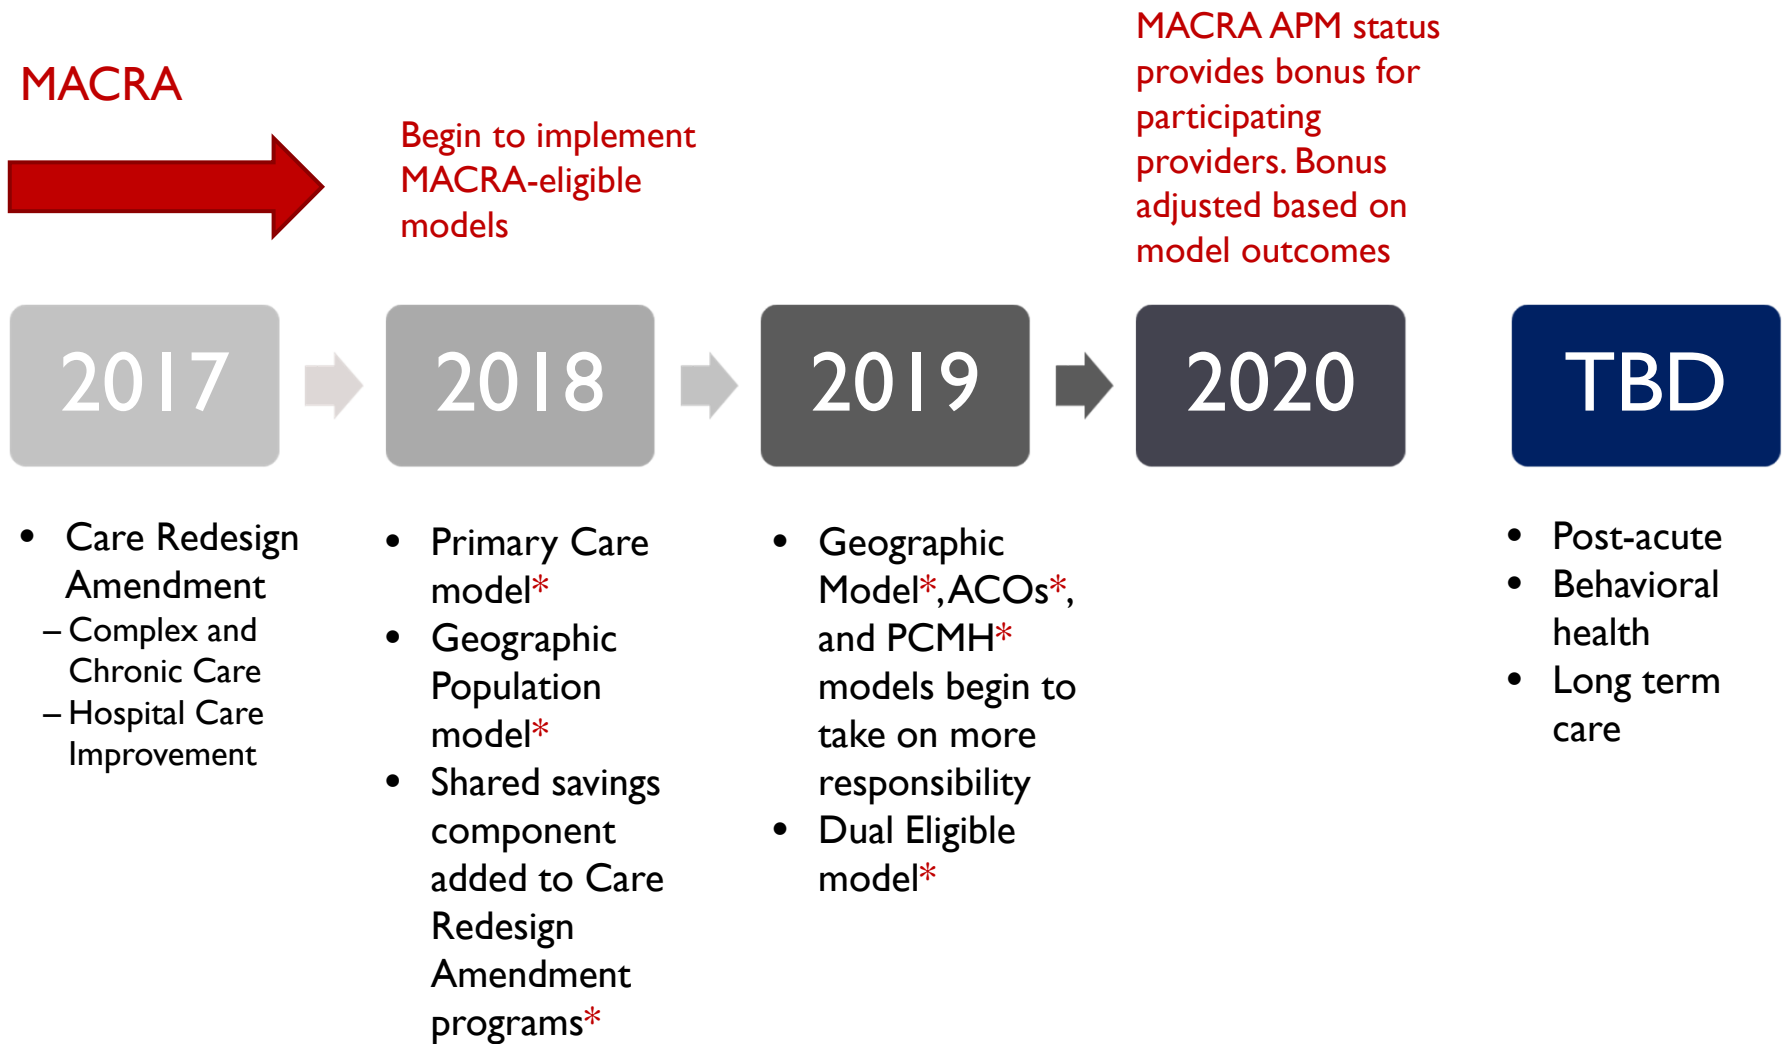 MACRA
Begin to implement
MACRA-eligible
models
MACRA APM status
provides bonus for
participating
providers. Bonus
adjusted based on
model outcomes
2017
2018
2019
2020
TBD
• Care Redesign
Amendment
– Complex and
Chronic Care
– Hospital Care
Improvement
• Primary Care
model*
• Geographic
Population
model*
• Shared savings
component
added to Care
Redesign
Amendment
programs*
• Geographic
Model*, ACOs*,
and PCMH*
models begin to
take on more
responsibility
• Dual Eligible
model*
• Post-acute
• Behavioral
health
• Long term
care